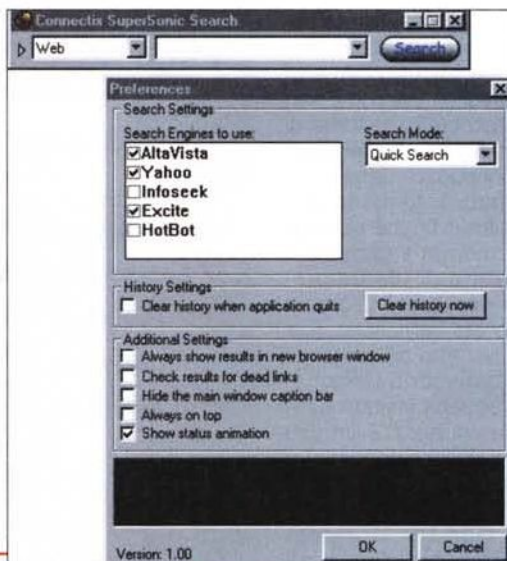 Connectix SuperSonic Search
Web
Search
Preferences
Search Settings
Search Engines to use:
AltaVista
Yahoo
Infoseek
Excite
HotBot
Search Mode:
Quick Search
History Settings
Clear history when application quits
Clear history now
Additional Settings
Always show results in new browser window
Check results for dead links
Hide the main window caption bar
Always on top
Show status animation
Version: 1.00
OK
Cancel